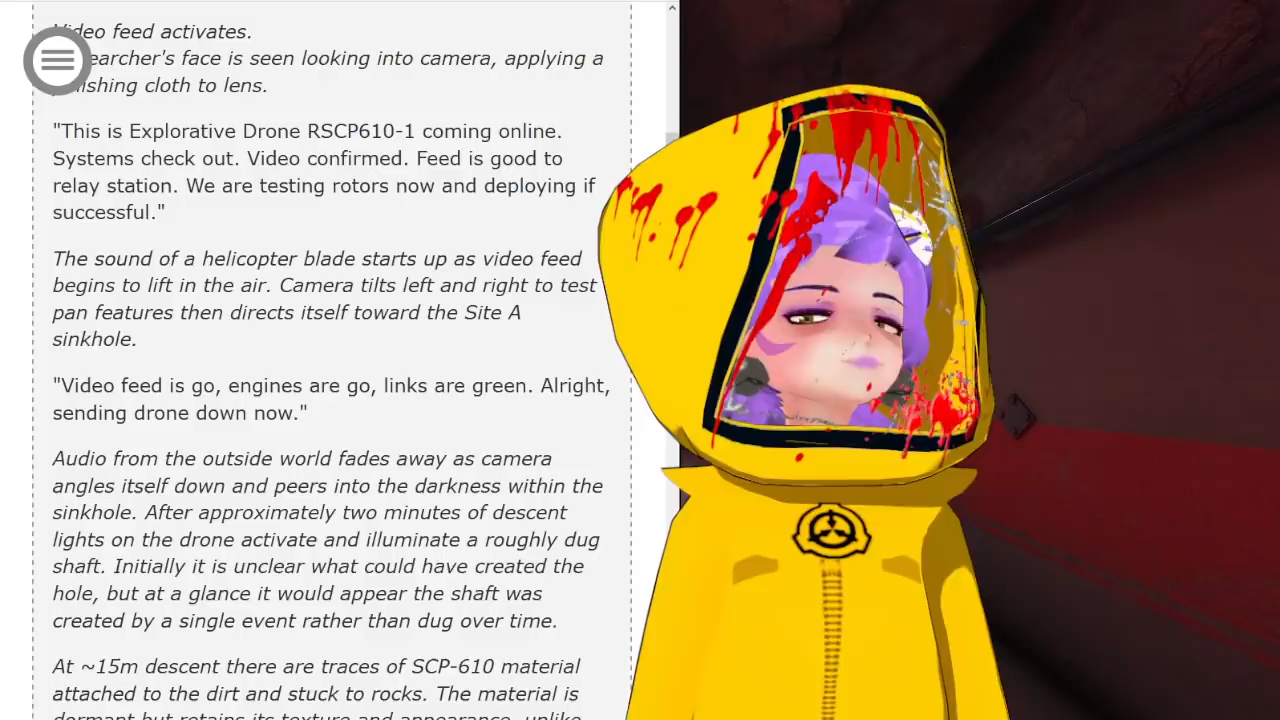 Video feed activates.
earcher's face is seen looking into camera, applying a
lishing cloth to lens.
"This is Explorative Drone RSCP610-1 coming online.
Systems check out. Video confirmed. Feed is good to
relay station. We are testing rotors now and deploying if
successful."
The sound of a helicopter blade starts up as video feed
begins to lift in the air. Camera tilts left and right to test
pan features then directs itself toward the Site A
sinkhole.
"Video feed is go, engines are go, links are green. Alright,
sending drone down now."
Audio from the outside world fades away as camera
angles itself down and peers into the darkness within the
sinkhole. After approximately two minutes of descent
lights on the drone activate and illuminate a roughly dug
shaft. Initially it is unclear what could have created the
hole, but at a glance it would appear the shaft was
created by a single event rather than dug over time.
At ~15m descent there are traces of SCP-610 material
attached to the dirt and stuck to rocks. The material is
dormant but retains its texture and appearance, unlike